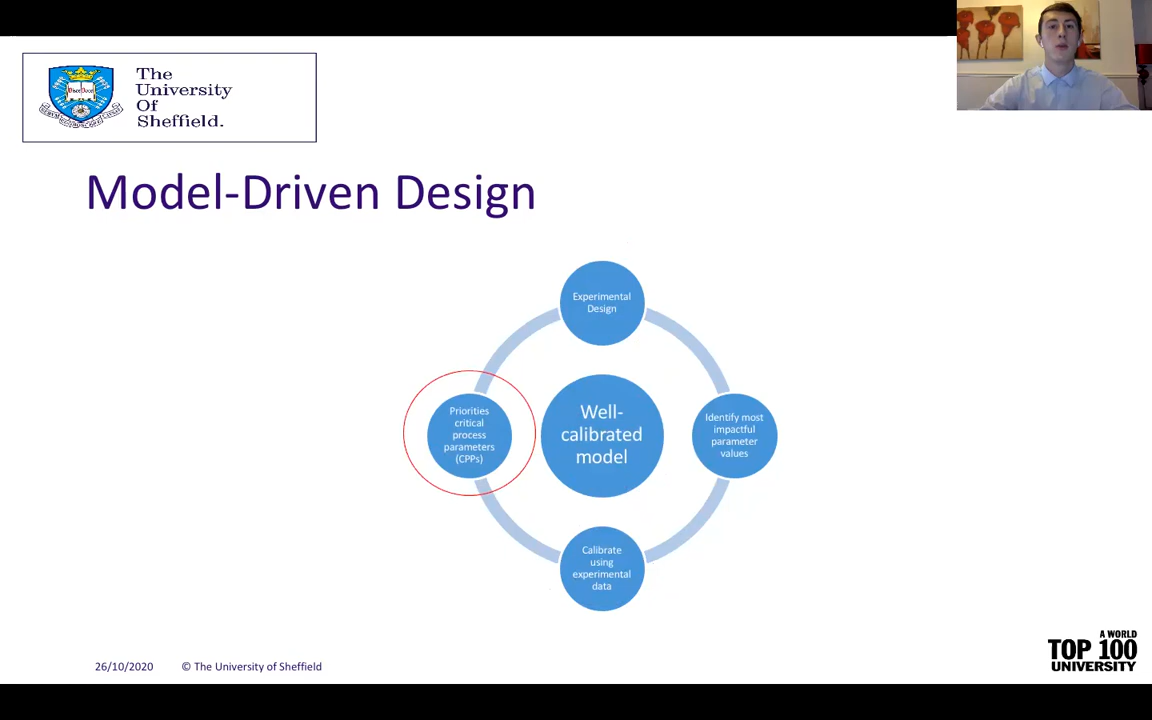 The
University
Of
Sheffield.
Model-Driven Design
Experimental
Design
Priorities
critical
process
parameters
(CPPs)
Well-
calibrated
model
Identify most
impactful
parameter
values
Calibrate
using
experimental
data
26/10/2020
© The University of Sheffield
A WORLD
TOP 100
UNIVERSITY